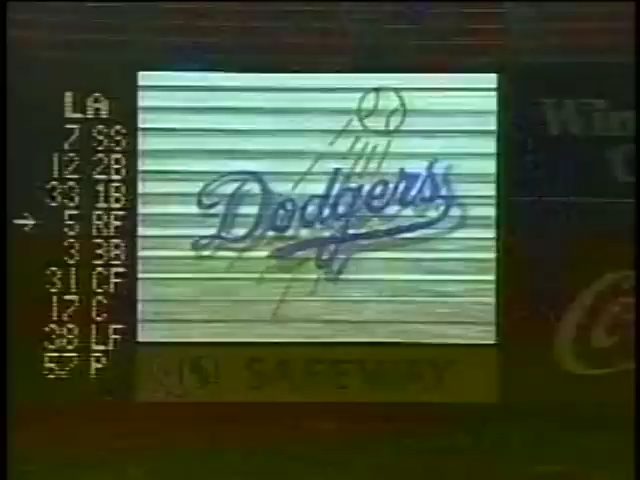 LA
7 SS
12 2B
33 1B
→ 5 RF
3 3B
31 CF
17 C
38 LF
57 P
Dodgers
SAFEWAY